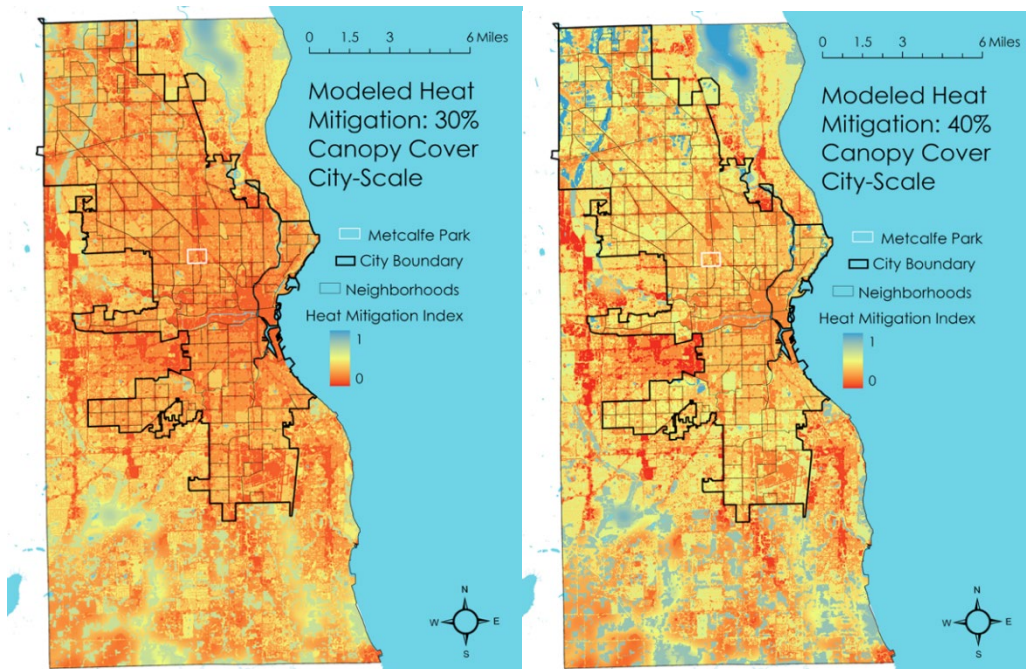 0 1.5 3 6 Miles
Modeled Heat
Mitigation: 30%
Canopy Cover
City-Scale
Metcalfe Park
City Boundary
Neighborhoods
Heat Mitigation Index
1
0
N
W E
S
0 1.5 3 6 Miles
Modeled Heat
Mitigation: 40%
Canopy Cover
City-Scale
Metcalfe Park
City Boundary
Neighborhoods
Heat Mitigation Index
1
0
N
W E
S